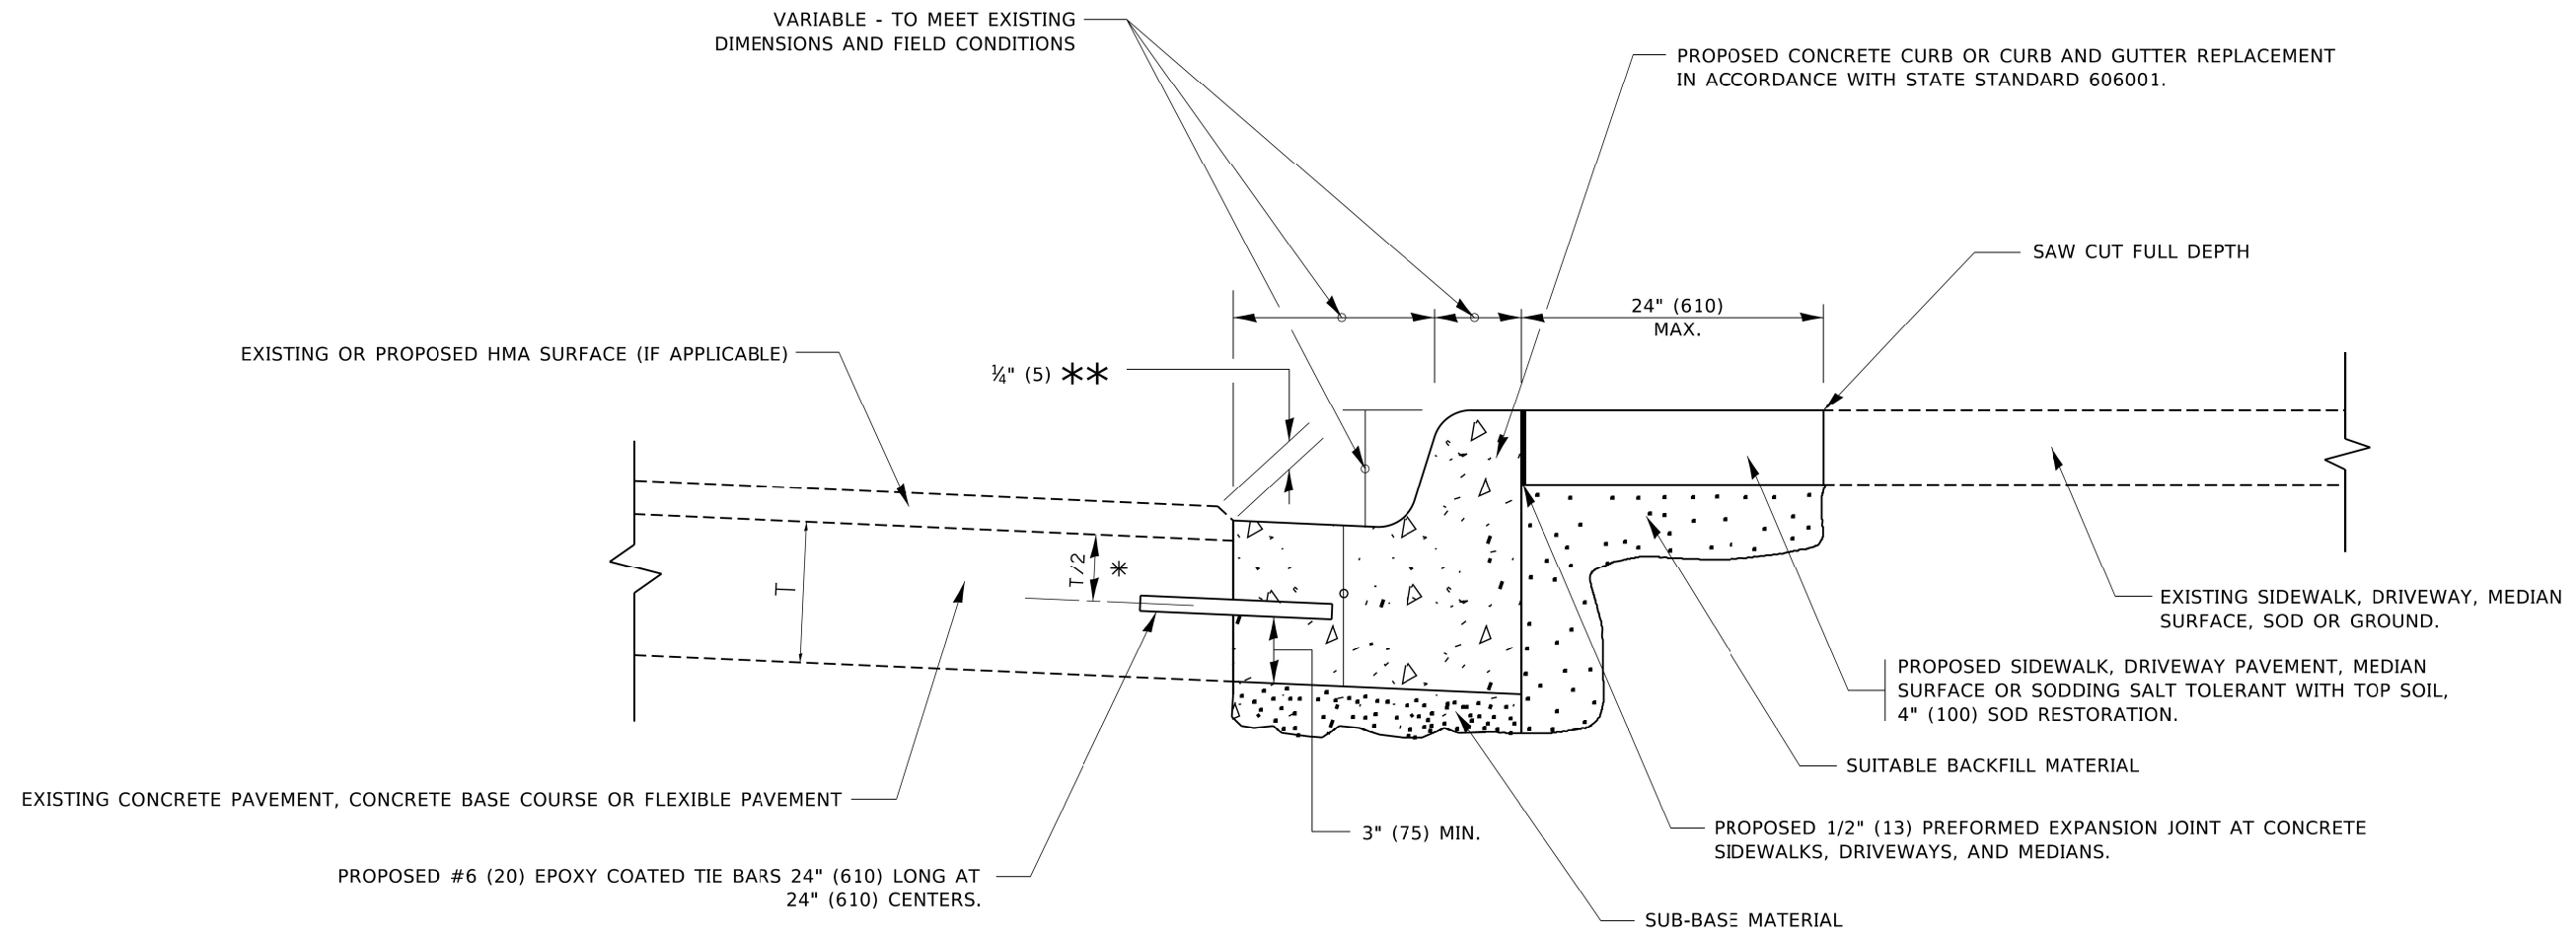 VARIABLE - TO MEET EXISTING
DIMENSIONS AND FIELD CONDITIONS
PROPOSED CONCRETE CURB OR CURB AND GUTTER REPLACEMENT
IN ACCORDANCE WITH STATE STANDARD 606001.
SAW CUT FULL DEPTH
24" (610)
MAX.
EXISTING OR PROPOSED HMA SURFACE (IF APPLICABLE)
¼" (5) **
T
T/2
*
EXISTING SIDEWALK, DRIVEWAY, MEDIAN
SURFACE, SOD OR GROUND.
PROPOSED SIDEWALK, DRIVEWAY PAVEMENT, MEDIAN
SURFACE OR SODDING SALT TOLERANT WITH TOP SOIL,
4" (100) SOD RESTORATION.
SUITABLE BACKFILL MATERIAL
EXISTING CONCRETE PAVEMENT, CONCRETE BASE COURSE OR FLEXIBLE PAVEMENT
3" (75) MIN.
PROPOSED 1/2" (13) PREFORMED EXPANSION JOINT AT CONCRETE
SIDEWALKS, DRIVEWAYS, AND MEDIANS.
PROPOSED #6 (20) EPOXY COATED TIE BARS 24" (610) LONG AT
24" (610) CENTERS.
SUB-BASE MATERIAL